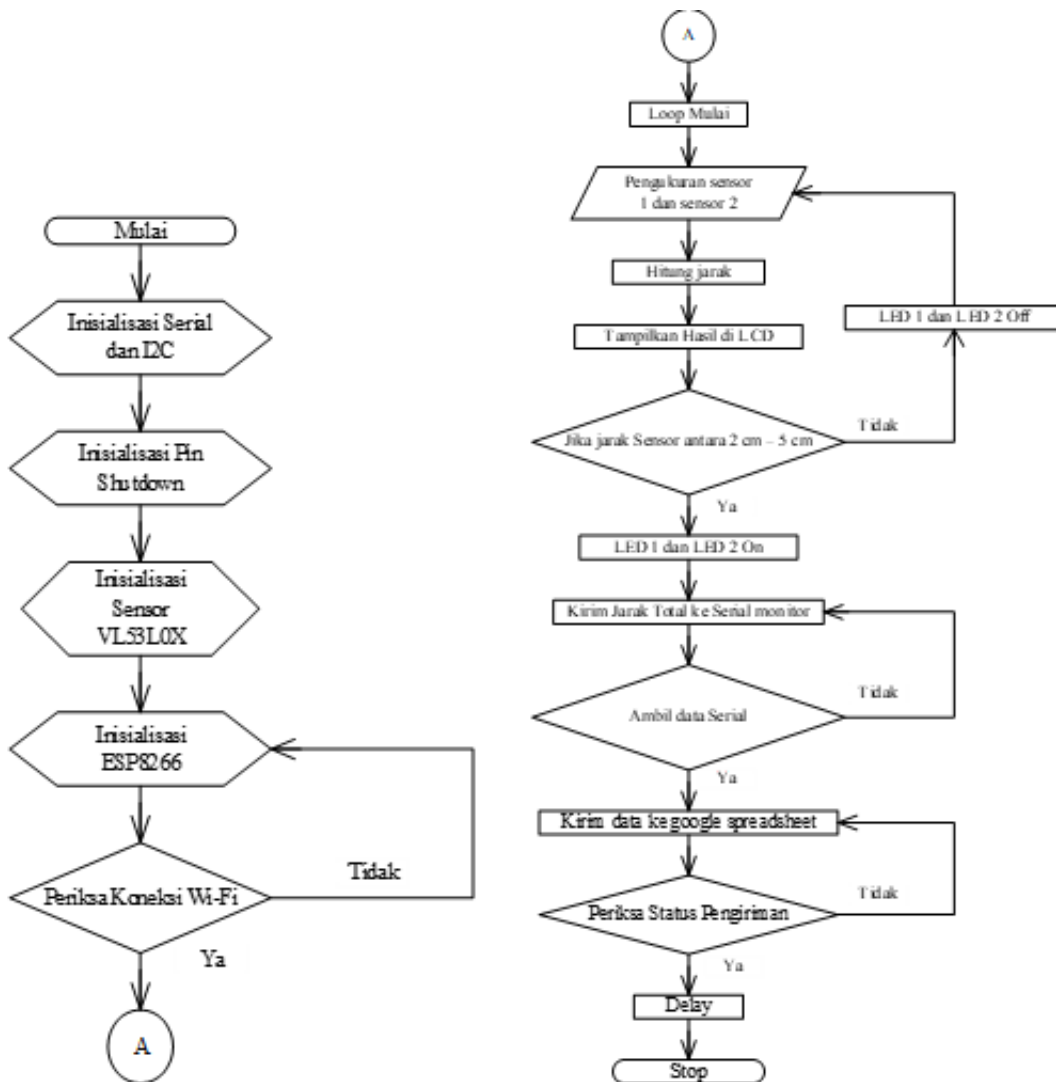 Mulai
Inisialisasi Serial
dan I2C
Inisialisasi Pin
Shutdown
Inisialisasi
Sensor
VL53L0X
Inisialisasi
ESP8266
Periksa Koneksi Wi-Fi
Tidak
Ya
A
A
Loop Mulai
Pengukuran sensor
1 dan sensor 2
Hitung jarak
LED 1 dan LED 2 Off
Tampilkan Hasil di LCD
Jika jarak Sensor antara 2 cm – 5 cm
Tidak
Ya
LED 1 dan LED 2 On
Kirim Jarak Total ke Serial monitor
Ambil data Serial
Tidak
Ya
Kirim data ke google spreadsheet
Periksa Status Pengiriman
Tidak
Ya
Delay
Stop